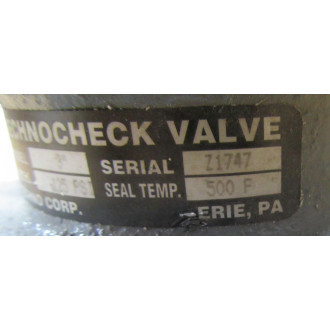 CHNOCHECK VALVE
SERIAL Z1747
SEAL TEMP. 500 F
CORP. ERIE, PA